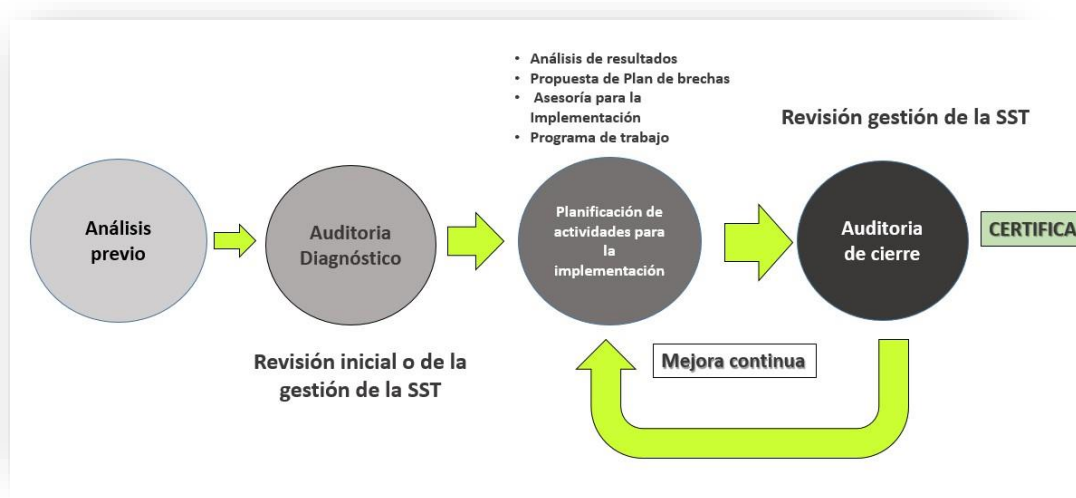 • Análisis de resultados
• Propuesta de Plan de brechas
• Asesoría para la
Implementación
• Programa de trabajo
Revisión gestión de la SST
Análisis
previo
Auditoria
Diagnóstico
Planificación de
actividades para
la
implementación
Auditoria
de cierre
CERTIFICA
Revisión inicial o de la
gestión de la SST
Mejora continua